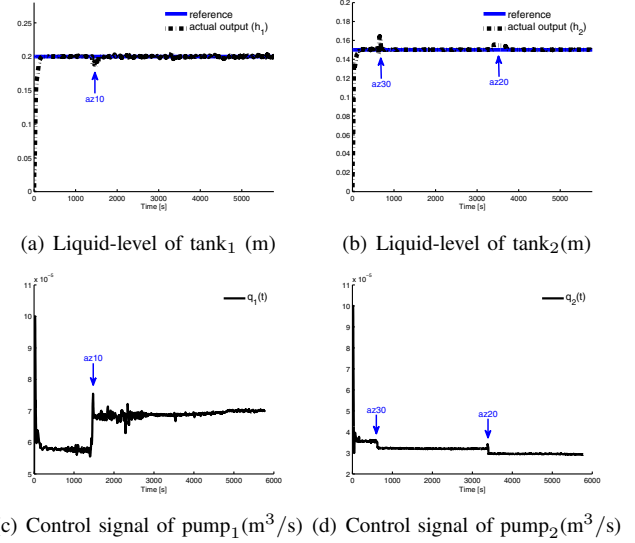 reference
actual output (h1)
az10
0.25
0.2
0.15
0.1
0.05
0
0 1000 2000 3000 4000 5000
Time [s]
(a) Liquid-level of tank1 (m)
reference
actual output (h2)
az30
az20
0.2
0.18
0.16
0.14
0.12
0.1
0.08
0.06
0.04
0.02
0
0 1000 2000 3000 4000 5000
Time [s]
(b) Liquid-level of tank2(m)
x 10-5
q1(t)
az10
11
10
9
8
7
6
5
0 1000 2000 3000 4000 5000 6000
Time [s]
c) Control signal of pump1(m3/s)
x 10-5
q2(t)
az30
az20
11
10
9
8
7
6
5
4
3
2
0 1000 2000 3000 4000 5000 6000
Time [s]
(d) Control signal of pump2(m3/s)